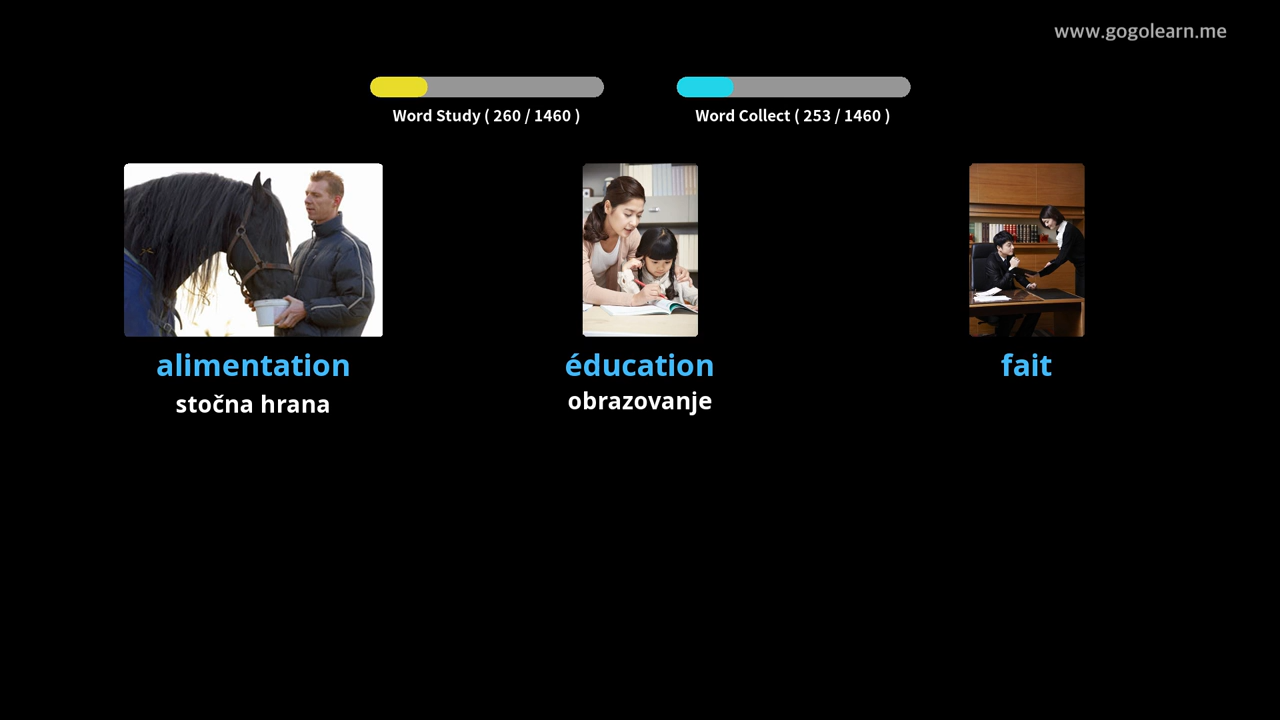 www.gogolearn.me
Word Study ( 260 / 1460 )
Word Collect ( 253 / 1460 )
alimentation
stočna hrana
éducation
obrazovanje
fait